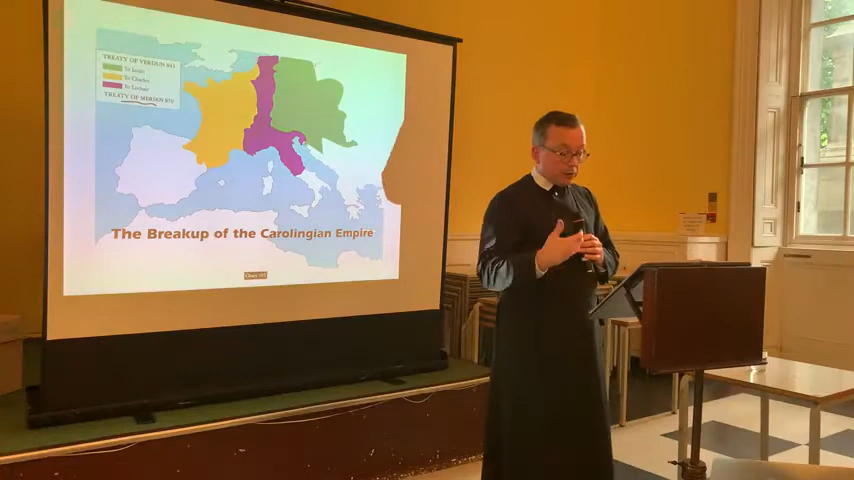 TREATY OF VERDUN 843
To Louis
To Charles
To Lothair
TREATY OF MERSEN 870
The Breakup of the Carolingian Empire